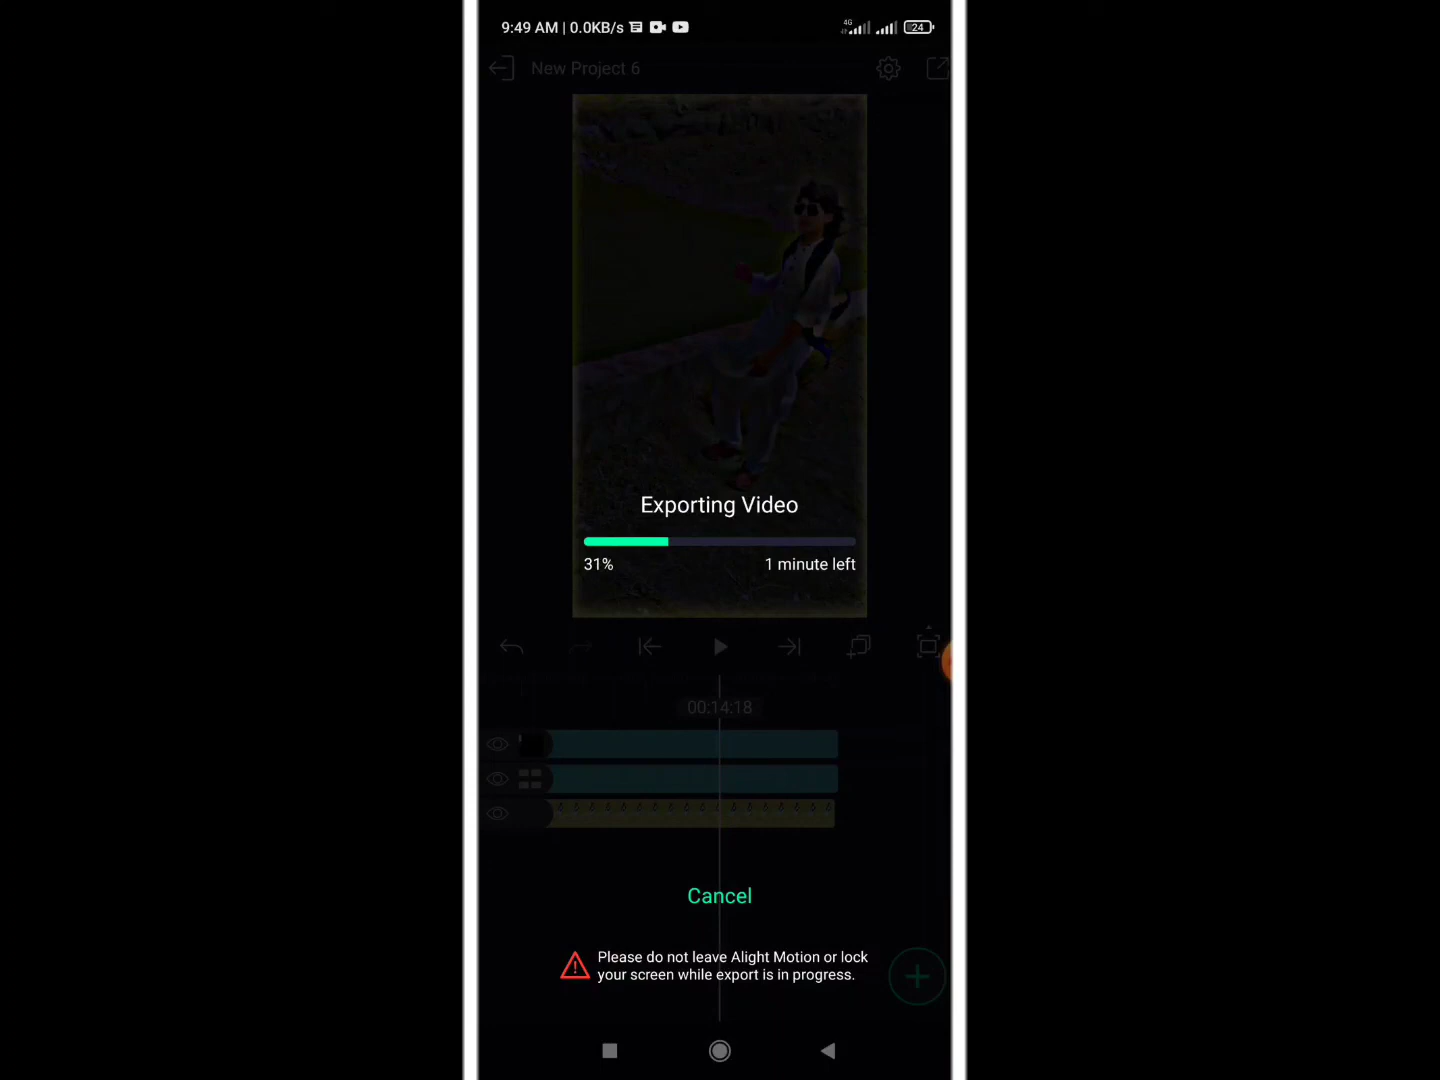 9:49 AM | 0.0KB/s 4G 24
New Project 6
Exporting Video
31% 1 minute left
00:14:18
Cancel
Please do not leave Alight Motion or lock
your screen while export is in progress.